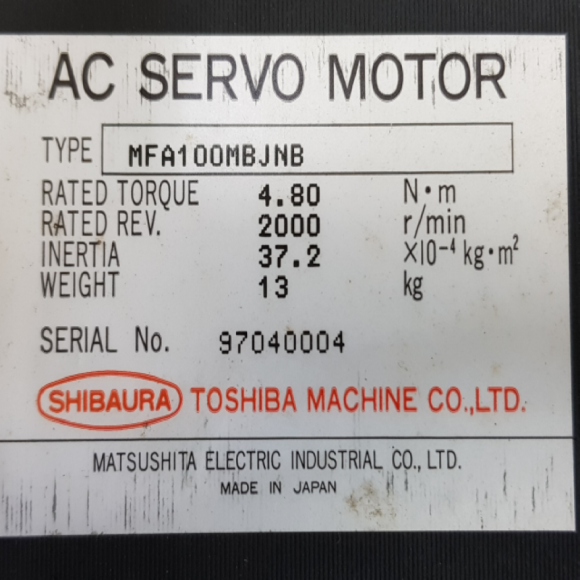 AC SERVO MOTOR
TYPE MFA100MBJNB
RATED TORQUE 4.80 N·m
RATED REV. 2000 r/min
INERTIA 37.2 ×10⁻⁴ kg·m²
WEIGHT 13 kg
SERIAL No. 97040004
SHIBAURA TOSHIBA MACHINE CO.,LTD.
MATSUSHITA ELECTRIC INDUSTRIAL CO., LTD.
MADE IN JAPAN